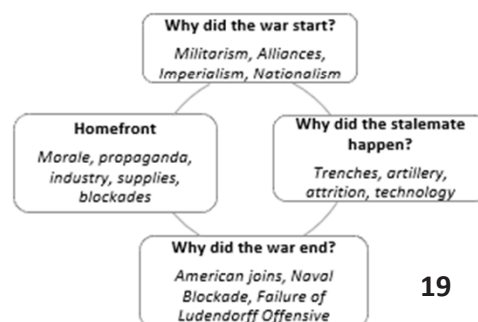 Why did the war start?
Militarism, Alliances,
Imperialism, Nationalism
Homefront
Morale, propaganda,
industry, supplies,
blockades
Why did the stalemate
happen?
Trenches, artillery,
attrition, technology
Why did the war end?
American joins, Naval
Blockade, Failure of
Ludendorff Offensive
19